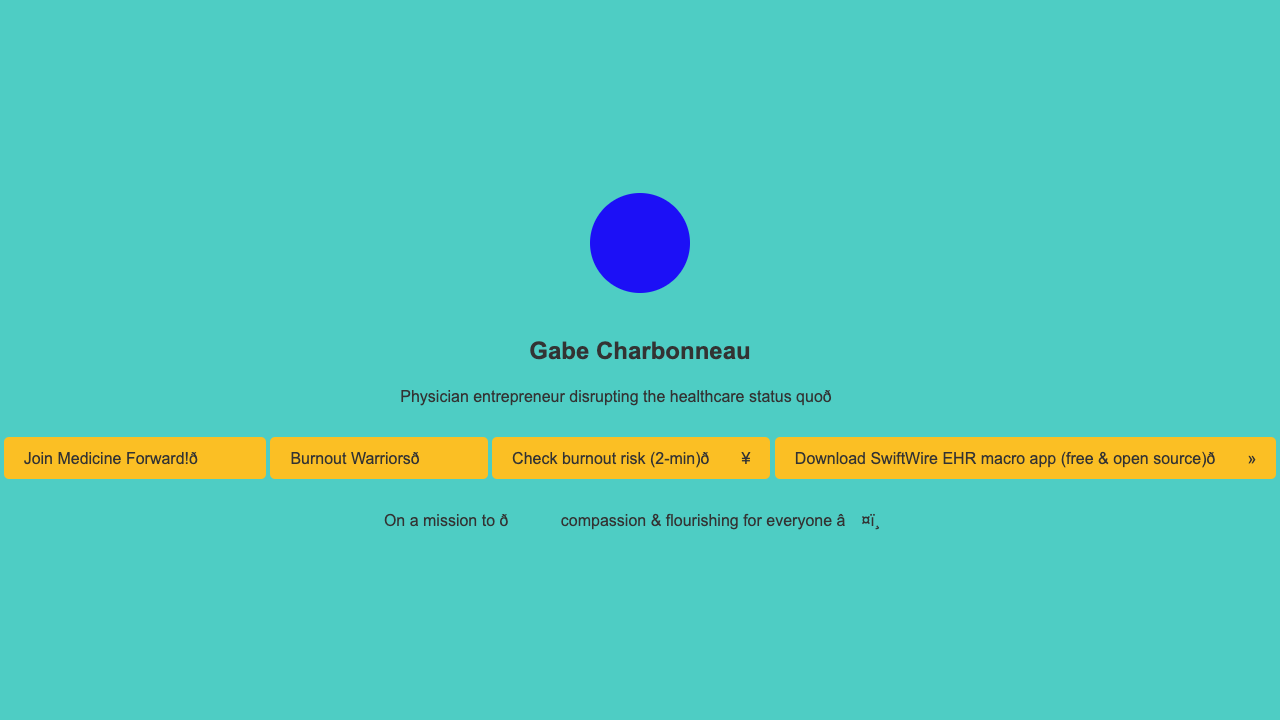 Gabe Charbonneau
Physician entrepreneur disrupting the healthcare status quoð
Join Medicine Forward!ð Burnout Warriorsð Check burnout risk (2-min)ð ¥ Download SwiftWire EHR macro app (free & open source)ð »
On a mission to ð compassion & flourishing for everyone â ¤ï¸